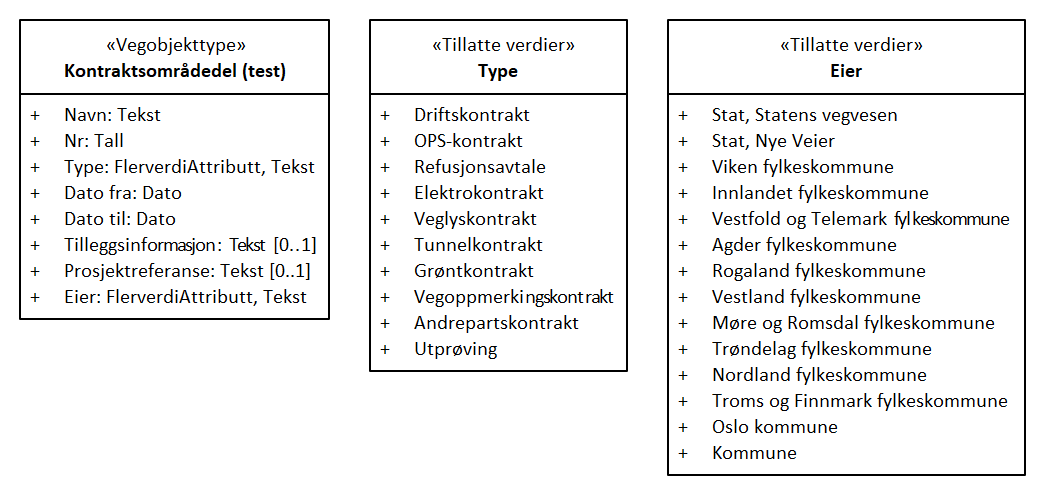 «Vegobjekttype»
Kontraktsområdedel (test)
+ Navn: Tekst
+ Nr: Tall
+ Type: FlerverdiAttributt, Tekst
+ Dato fra: Dato
+ Dato til: Dato
+ Tilleggsinformasjon: Tekst [0..1]
+ Prosjektreferanse: Tekst [0..1]
+ Eier: FlerverdiAttributt, Tekst
«Tillatte verdier»
Type
+ Driftskontrakt
+ OPS-kontrakt
+ Refusjonsavtale
+ Elektrokontrakt
+ Veglyskontrakt
+ Tunnelkontrakt
+ Grøntkontrakt
+ Vegoppmerkingskontrakt
+ Andrepartskontrakt
+ Utprøving
«Tillatte verdier»
Eier
+ Stat, Statens vegvesen
+ Stat, Nye Veier
+ Viken fylkeskommune
+ Innlandet fylkeskommune
+ Vestfold og Telemark fylkeskommune
+ Agder fylkeskommune
+ Rogaland fylkeskommune
+ Vestland fylkeskommune
+ Møre og Romsdal fylkeskommune
+ Trøndelag fylkeskommune
+ Nordland fylkeskommune
+ Troms og Finnmark fylkeskommune
+ Oslo kommune
+ Kommune